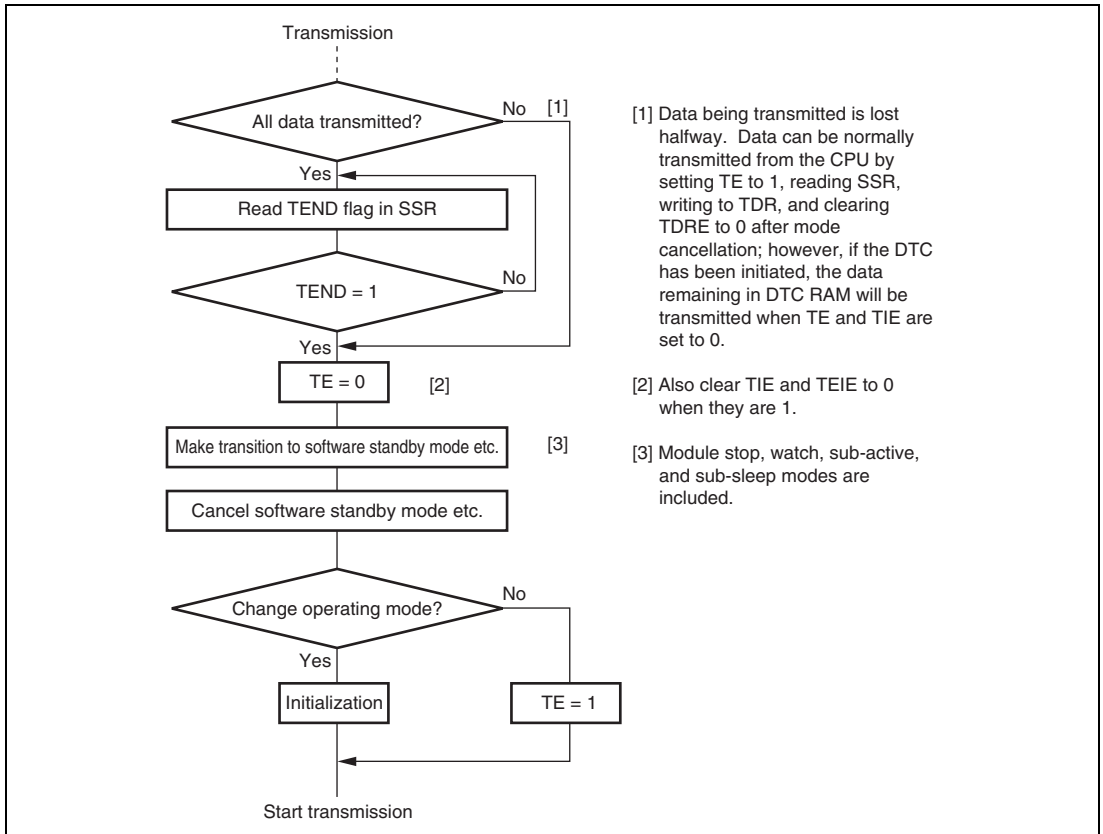 Transmission
All data transmitted?
No
[1]
Yes
Read TEND flag in SSR
TEND = 1
No
Yes
TE = 0
[2]
Make transition to software standby mode etc.
[3]
Cancel software standby mode etc.
Change operating mode?
No
Yes
Initialization
TE = 1
Start transmission
[1] Data being transmitted is lost
halfway. Data can be normally
transmitted from the CPU by
setting TE to 1, reading SSR,
writing to TDR, and clearing
TDRE to 0 after mode
cancellation; however, if the DTC
has been initiated, the data
remaining in DTC RAM will be
transmitted when TE and TIE are
set to 0.
[2] Also clear TIE and TEIE to 0
when they are 1.
[3] Module stop, watch, sub-active,
and sub-sleep modes are
included.